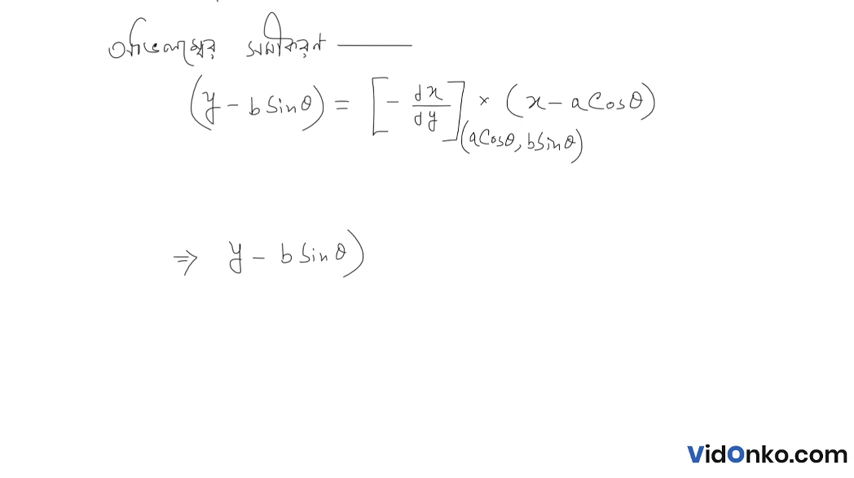 অভিলম্বের সমীকরণ ———
(y - b sinθ) = [- dx/dy] (a cosθ, b sinθ) × (x - a cosθ)
⇒ y - b sinθ)
VidOnko.com